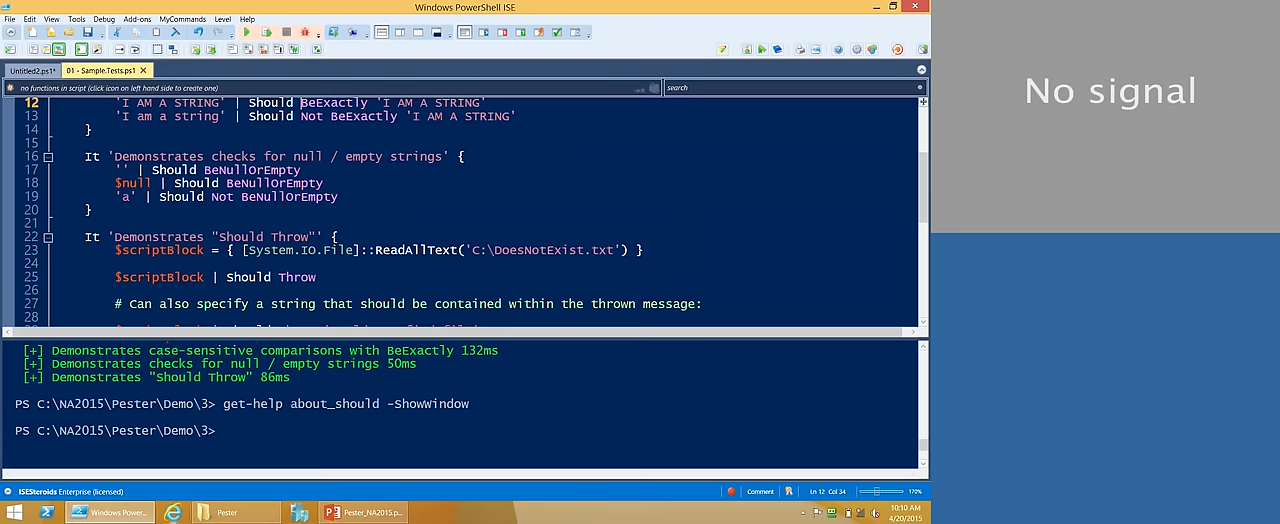 Windows PowerShell ISE
File Edit View Tools Debug Add-ons MyCommands Level Help
Untitled2.ps1* 01 - Sample.Tests.ps1
no functions in script (click icon on left hand side to create one)
search
12 'I AM A STRING' | Should BeExactly 'I AM A STRING'
13 'I am a string' | Should Not BeExactly 'I AM A STRING'
14 }
15
16 It 'Demonstrates checks for null / empty strings' {
17 '' | Should BeNullOrEmpty
18 $null | Should BeNullOrEmpty
19 'a' | Should Not BeNullOrEmpty
20 }
21
22 It 'Demonstrates "Should Throw"' {
23 $scriptBlock = { [System.IO.File]::ReadAllText('C:\DoesNotExist.txt') }
24
25 $scriptBlock | Should Throw
26
27 # Can also specify a string that should be contained within the thrown message:
[+] Demonstrates case-sensitive comparisons with BeExactly 132ms
[+] Demonstrates checks for null / empty strings 50ms
[+] Demonstrates "Should Throw" 86ms
PS C:\NA2015\Pester\Demo\3> get-help about_should -ShowWindow
PS C:\NA2015\Pester\Demo\3>
ISESteroids Enterprise (licensed)
Comment
Ln 12 Col 34
170%
Windows Power...
Pester
Pester_NA2015.p...
10:10 AM
4/20/2015
No signal